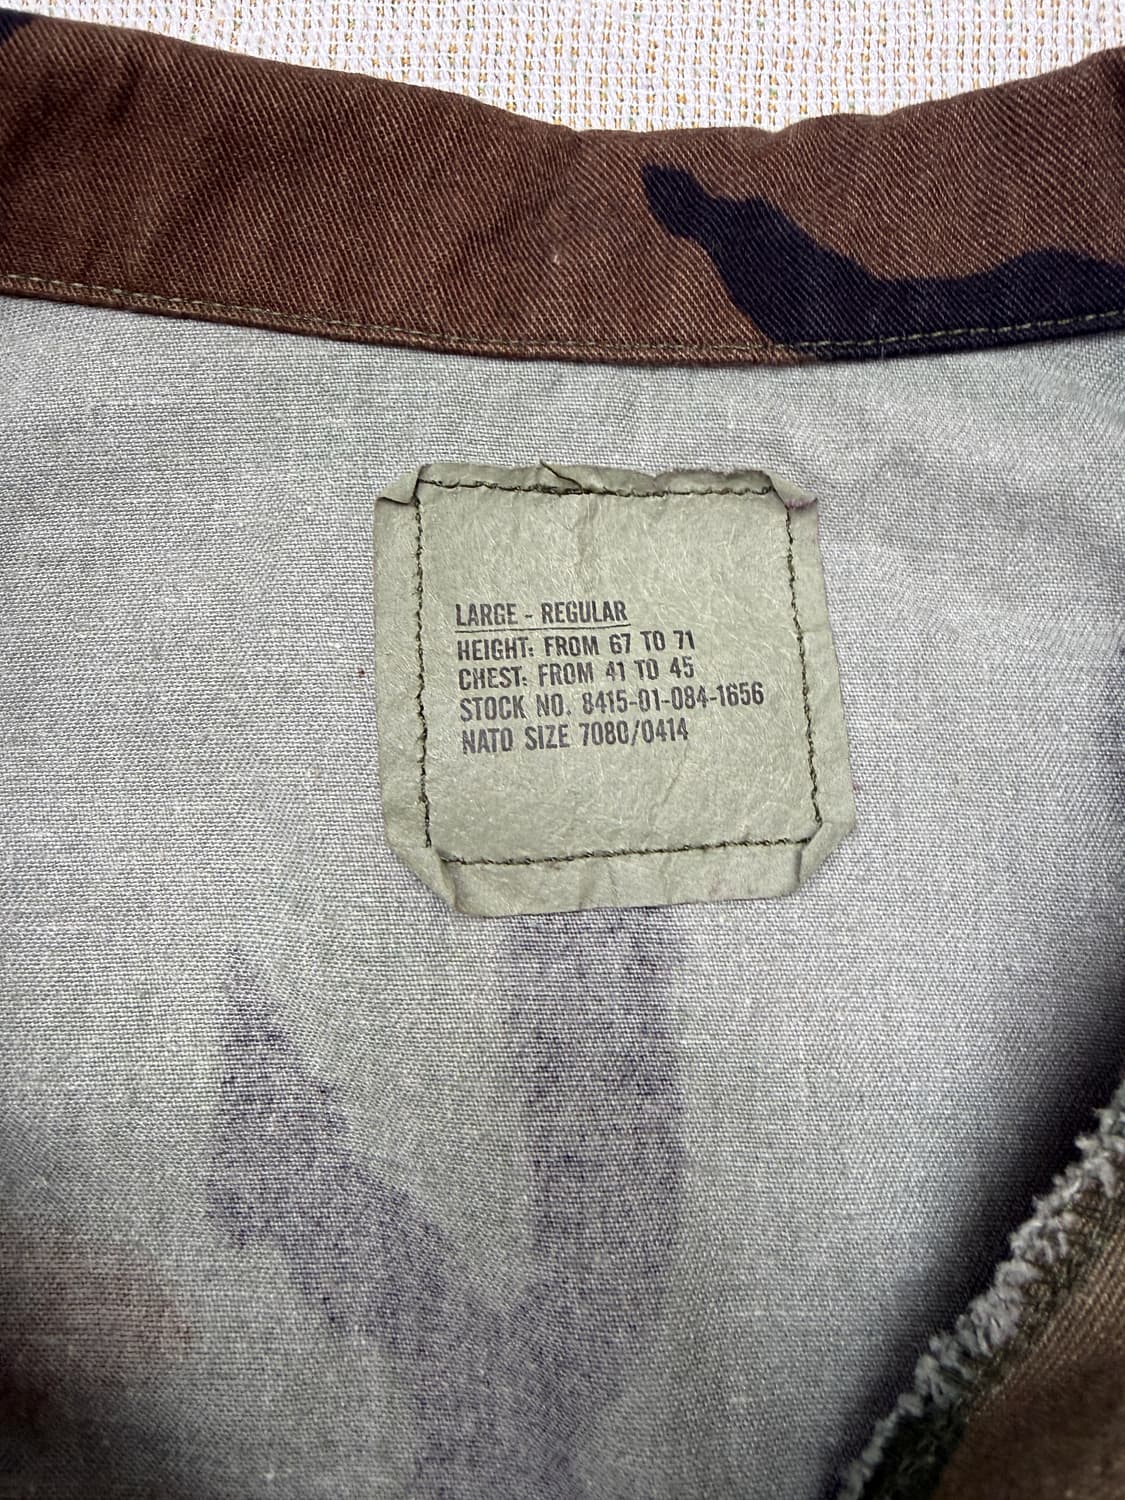 LARGE - REGULAR
HEIGHT: FROM 67 TO 71
CHEST: FROM 41 TO 45
STOCK NO. 8415-01-084-1656
NATO SIZE 7080/0414